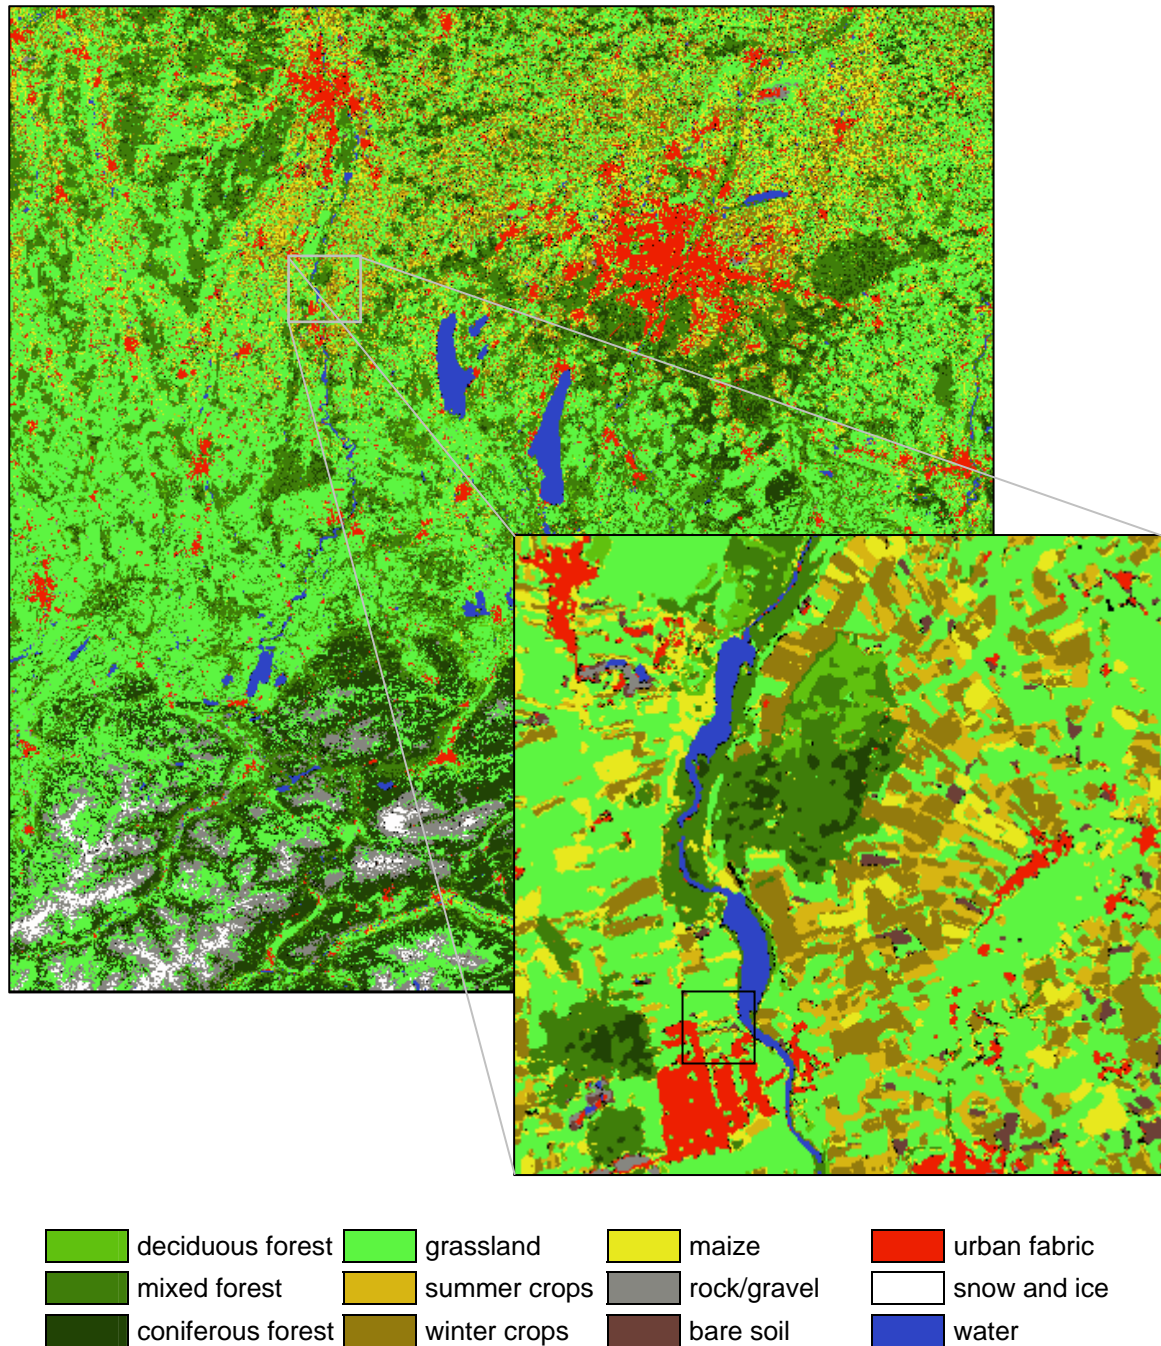 deciduous forest grassland maize urban fabric
mixed forest summer crops rock/gravel snow and ice
coniferous forest winter crops bare soil water